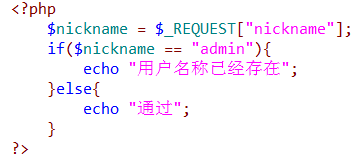 <?php
$nickname = $_REQUEST["nickname"];
if($nickname == "admin"){
echo "用户名称已经存在";
}else{
echo "通过";
}
?>